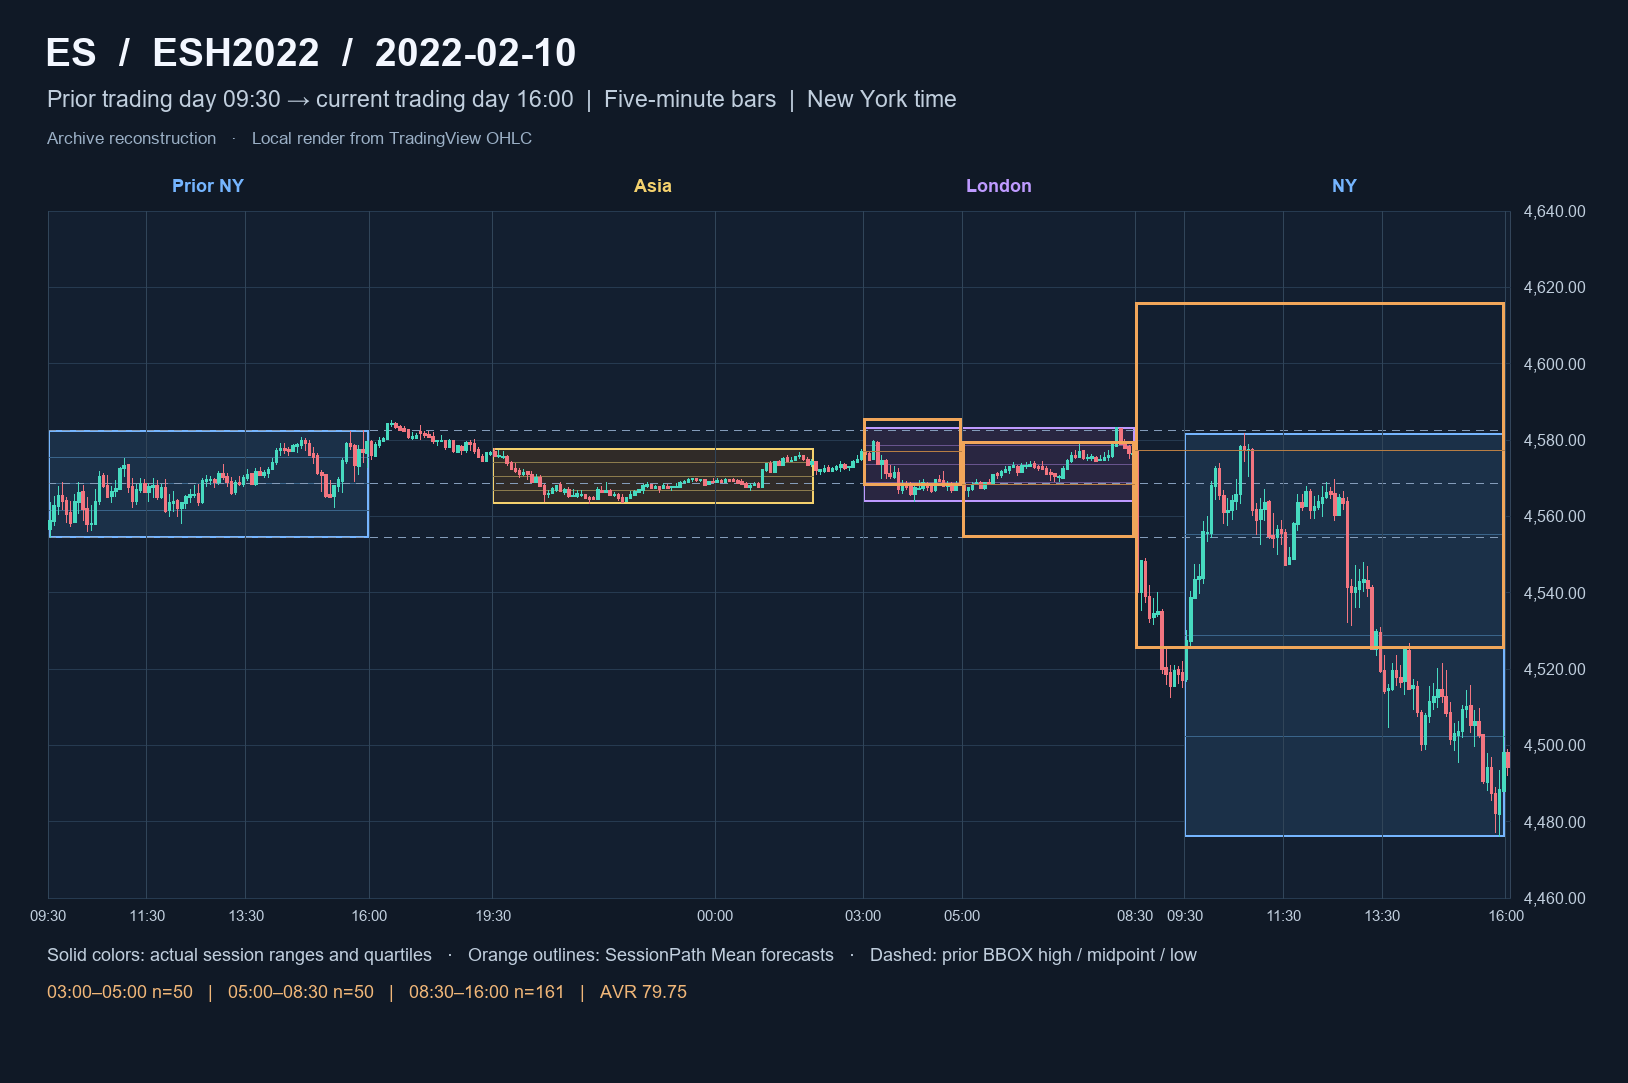 ES / ESH2022 / 2022-02-10
Prior trading day 09:30 → current trading day 16:00 | Five-minute bars | New York time
Archive reconstruction · Local render from TradingView OHLC
Prior NY Asia London NY
4,640.00
4,620.00
4,600.00
4,580.00
4,560.00
4,540.00
4,520.00
4,500.00
4,480.00
4,460.00
09:30 11:30 13:30 16:00 19:30 00:00 03:00 05:00 08:30 09:30 11:30 13:30 16:00
Solid colors: actual session ranges and quartiles · Orange outlines: SessionPath Mean forecasts · Dashed: prior BBOX high / midpoint / low
03:00–05:00 n=50 | 05:00–08:30 n=50 | 08:30–16:00 n=161 | AVR 79.75